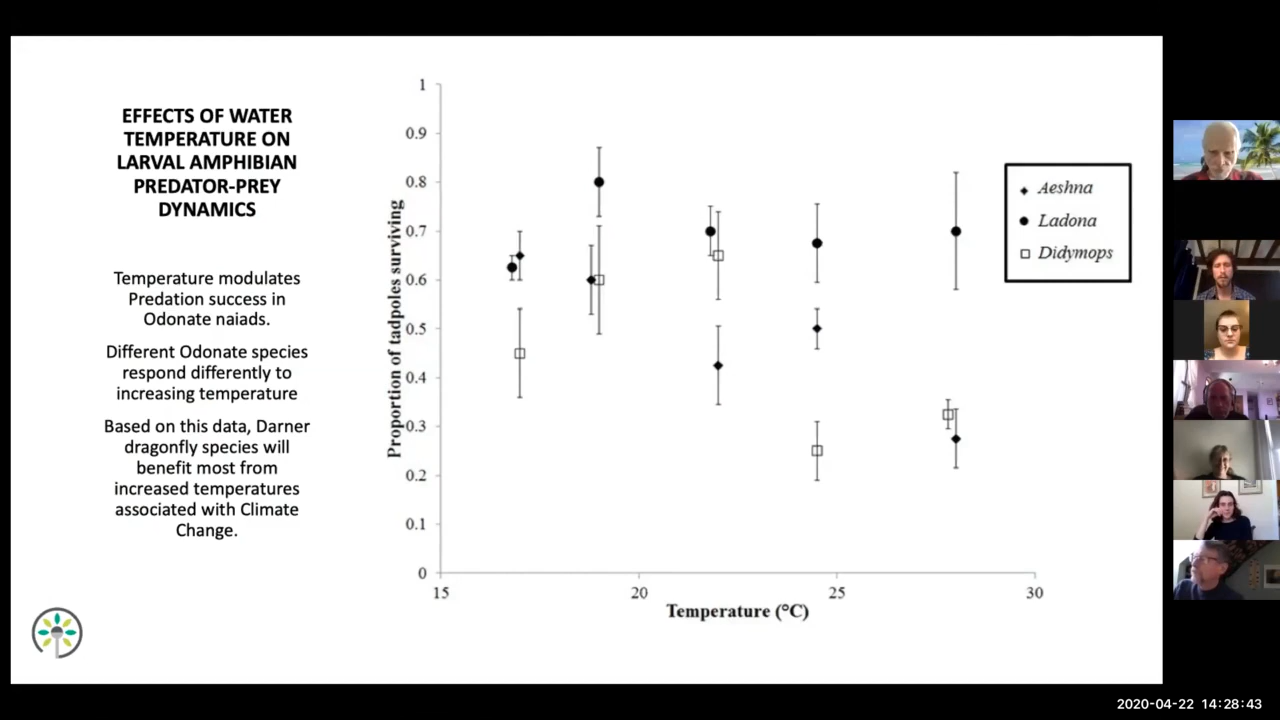 EFFECTS OF WATER
TEMPERATURE ON
LARVAL AMPHIBIAN
PREDATOR-PREY
DYNAMICS
Temperature modulates
Predation success in
Odonate naiads.
Different Odonate species
respond differently to
increasing temperature
Based on this data, Darner
dragonfly species will
benefit most from
increased temperatures
associated with Climate
Change.
Proportion of tadpoles surviving
1
0.9
0.8
0.7
0.6
0.5
0.4
0.3
0.2
0.1
0
15
20
25
30
Temperature (°C)
Aeshna
Ladona
Didymops
2020-04-22 14:28:43